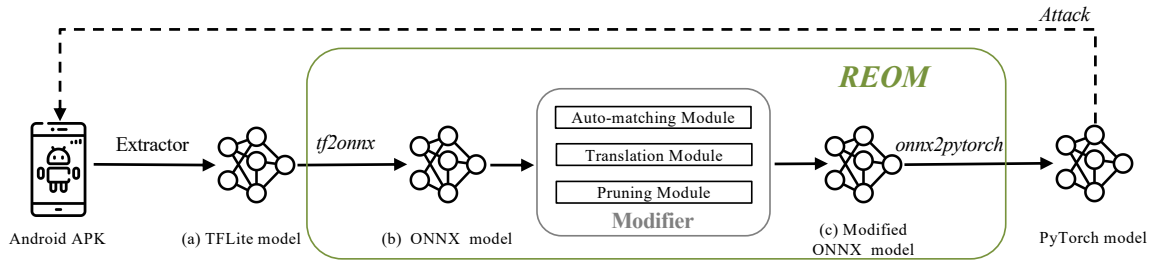 Attack
REOM
Extractor
tf2onnx
onnx2pytorch
Auto-matching Module
Translation Module
Pruning Module
Modifier
Android APK
(a) TFLite model
(b) ONNX model
(c) Modified
ONNX model
PyTorch model